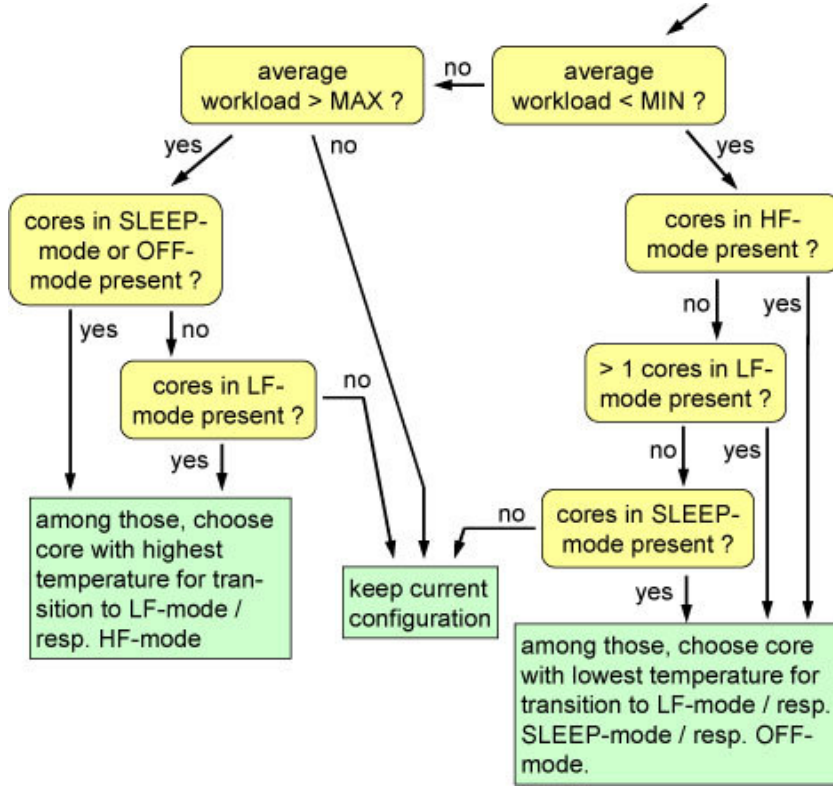 average
workload > MAX ?
no
average
workload < MIN ?
yes
no
yes
cores in SLEEP-
mode or OFF-
mode present ?
cores in HF-
mode present ?
yes
no
no
yes
cores in LF-
mode present ?
no
> 1 cores in LF-
mode present ?
yes
no
yes
among those, choose
core with highest
temperature for tran-
sition to LF-mode /
resp. HF-mode
no
cores in SLEEP-
mode present ?
keep current
configuration
yes
among those, choose core
with lowest temperature for
transition to LF-mode / resp.
SLEEP-mode / resp. OFF-
mode.